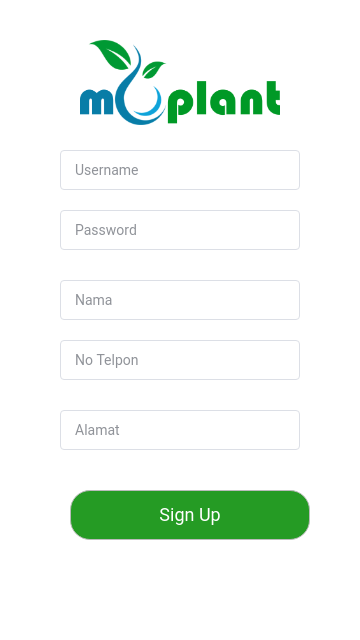 moplant
Username
Password
Nama
No Telpon
Alamat
Sign Up